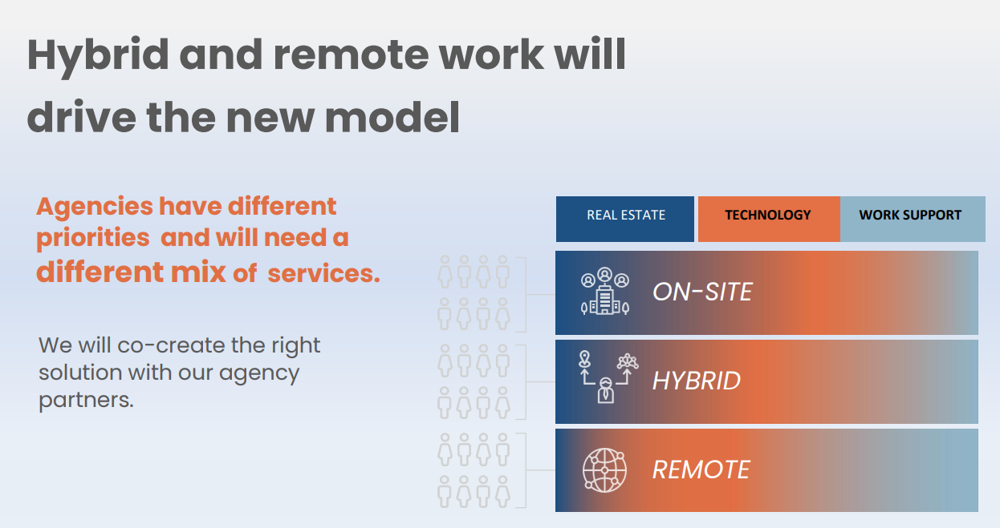 Hybrid and remote work will
drive the new model
Agencies have different
priorities and will need a
different mix of services.
We will co-create the right
solution with our agency
partners.
REAL ESTATE
TECHNOLOGY
WORK SUPPORT
ON-SITE
HYBRID
REMOTE